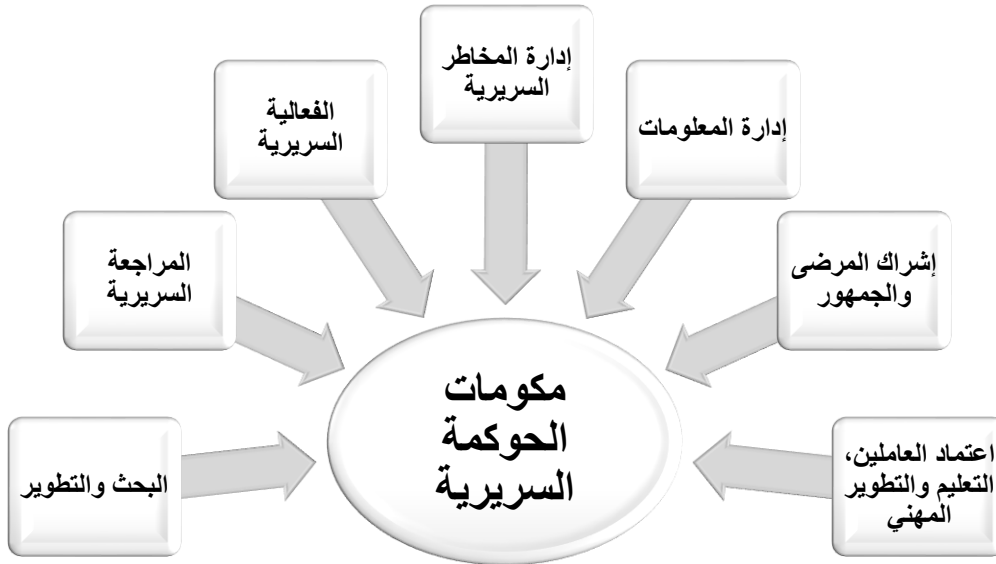 إدارة المخاطر
السريرية
الفعالية
السريرية
إدارة المعلومات
المراجعة
السريرية
إشراك المرضى
والجمهور
مكومات
الحوكمة
السريرية
البحث والتطوير
اعتماد العاملين،
التعليم والتطوير
المهني